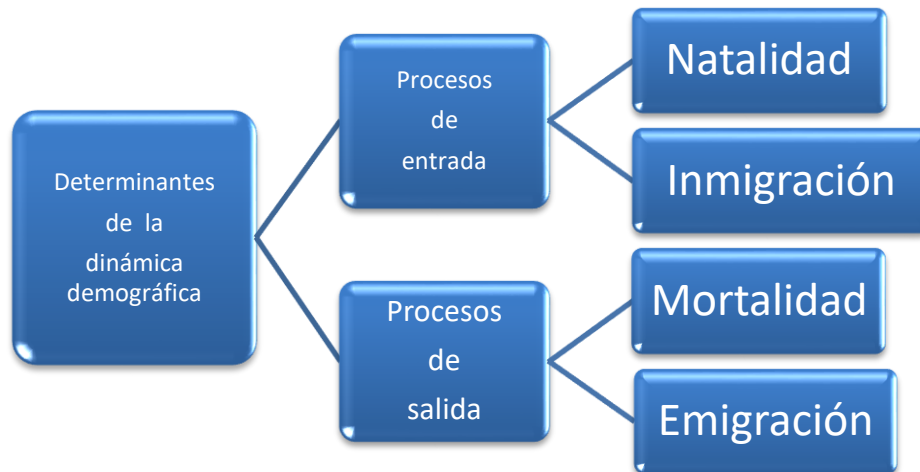 Determinantes
de la
dinámica
demográfica
Procesos
de
entrada
Natalidad
Inmigración
Procesos
de
salida
Mortalidad
Emigración